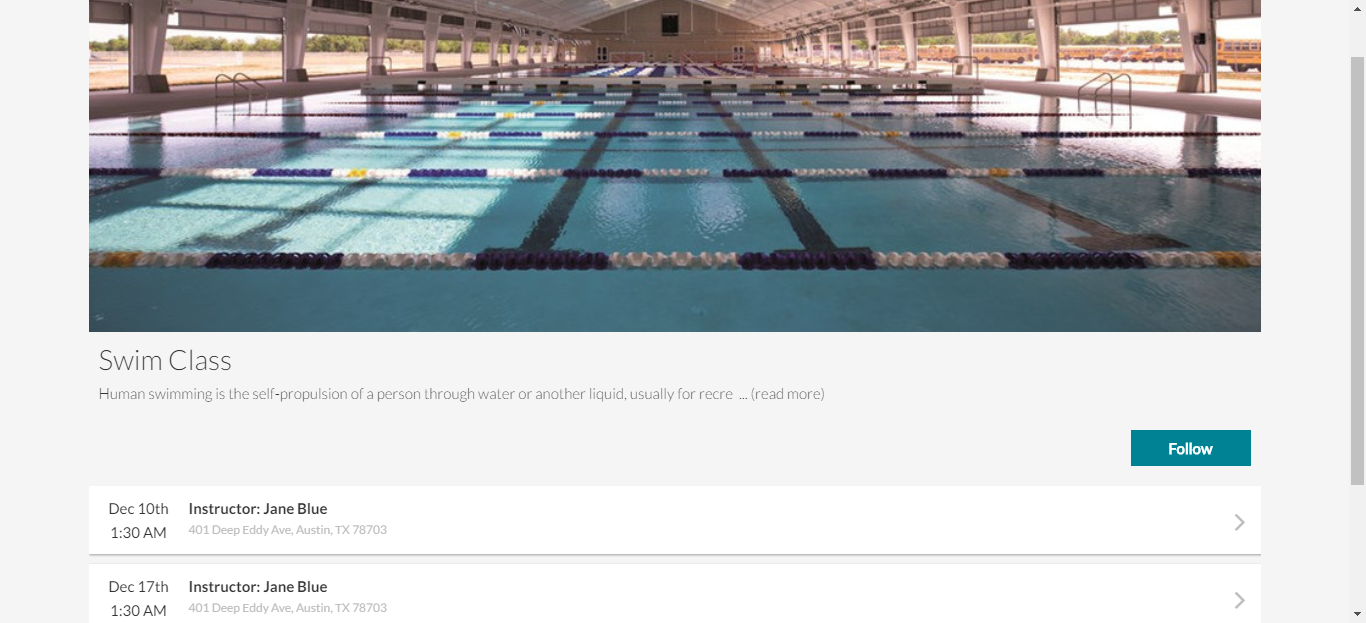 Swim Class
Human swimming is the self-propulsion of a person through water or another liquid, usually for recre ... (read more)
Follow
Dec 10th
1:30 AM
Instructor: Jane Blue
401 Deep Eddy Ave, Austin, TX 78703
Dec 17th
1:30 AM
Instructor: Jane Blue
401 Deep Eddy Ave, Austin, TX 78703